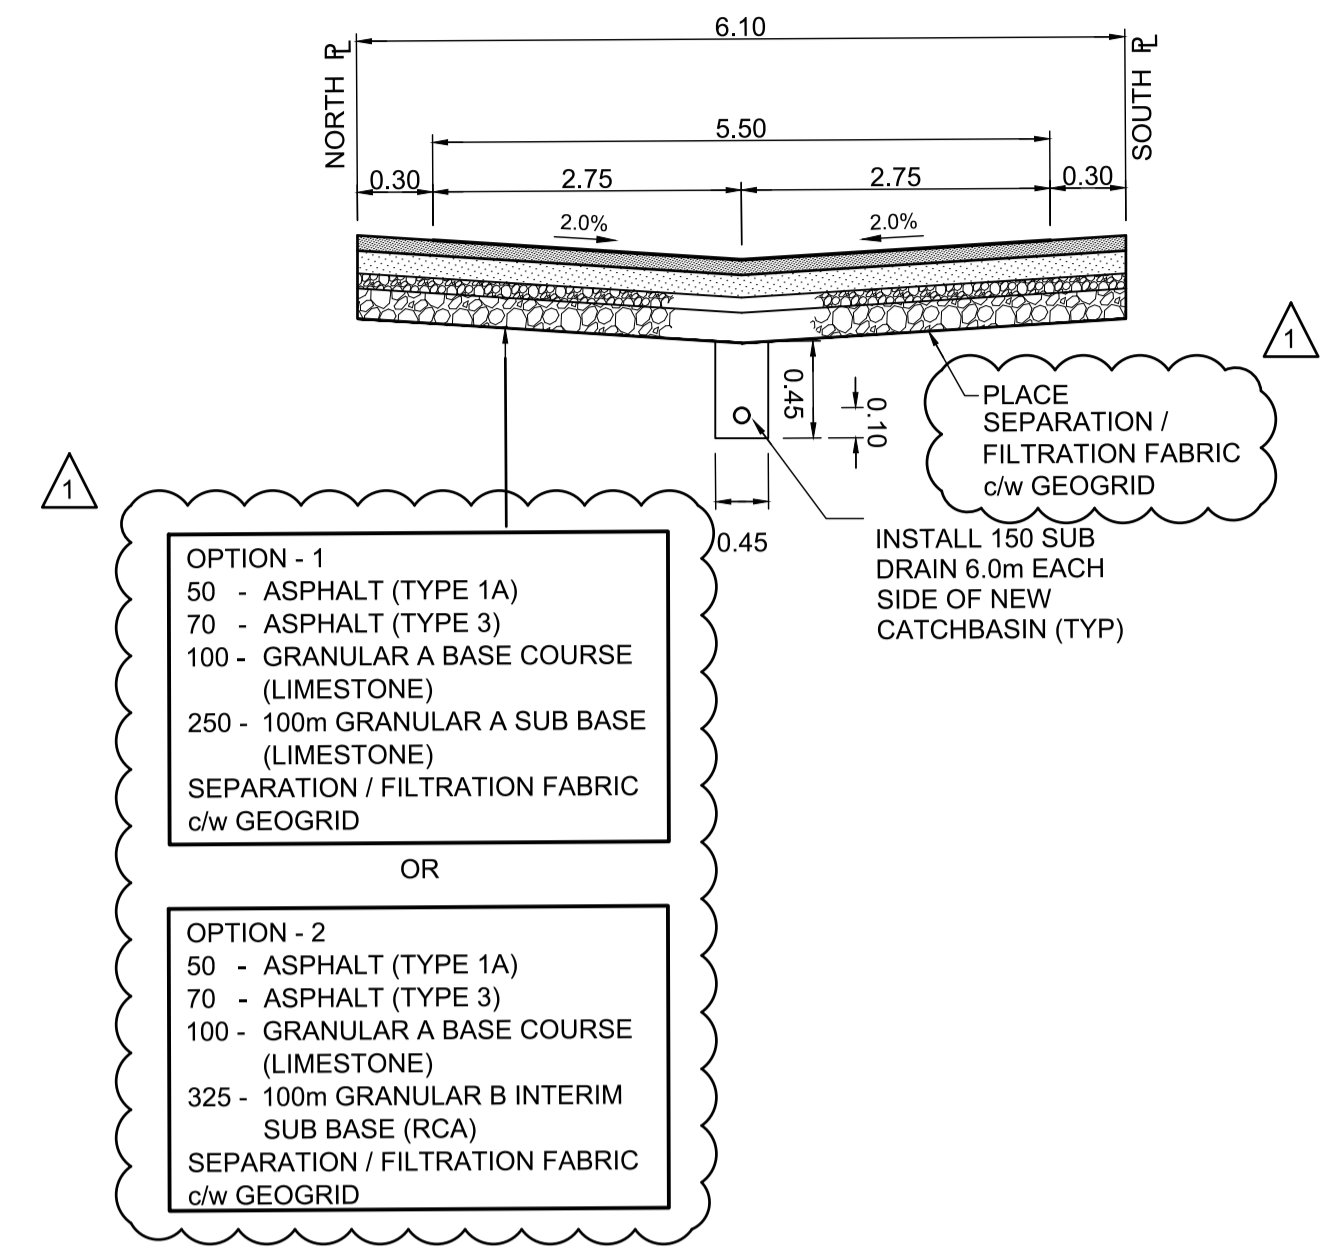 6.10
NORTH ⅊
SOUTH ⅊
5.50
0.30
2.75
2.75
0.30
2.0%
2.0%
1
0.45
0.10
PLACE
SEPARATION /
FILTRATION FABRIC
c/w GEOGRID
1
0.45
INSTALL 150 SUB
DRAIN 6.0m EACH
SIDE OF NEW
CATCHBASIN (TYP)
OPTION - 1
50 - ASPHALT (TYPE 1A)
70 - ASPHALT (TYPE 3)
100 - GRANULAR A BASE COURSE
(LIMESTONE)
250 - 100m GRANULAR A SUB BASE
(LIMESTONE)
SEPARATION / FILTRATION FABRIC
c/w GEOGRID
OR
OPTION - 2
50 - ASPHALT (TYPE 1A)
70 - ASPHALT (TYPE 3)
100 - GRANULAR A BASE COURSE
(LIMESTONE)
325 - 100m GRANULAR B INTERIM
SUB BASE (RCA)
SEPARATION / FILTRATION FABRIC
c/w GEOGRID